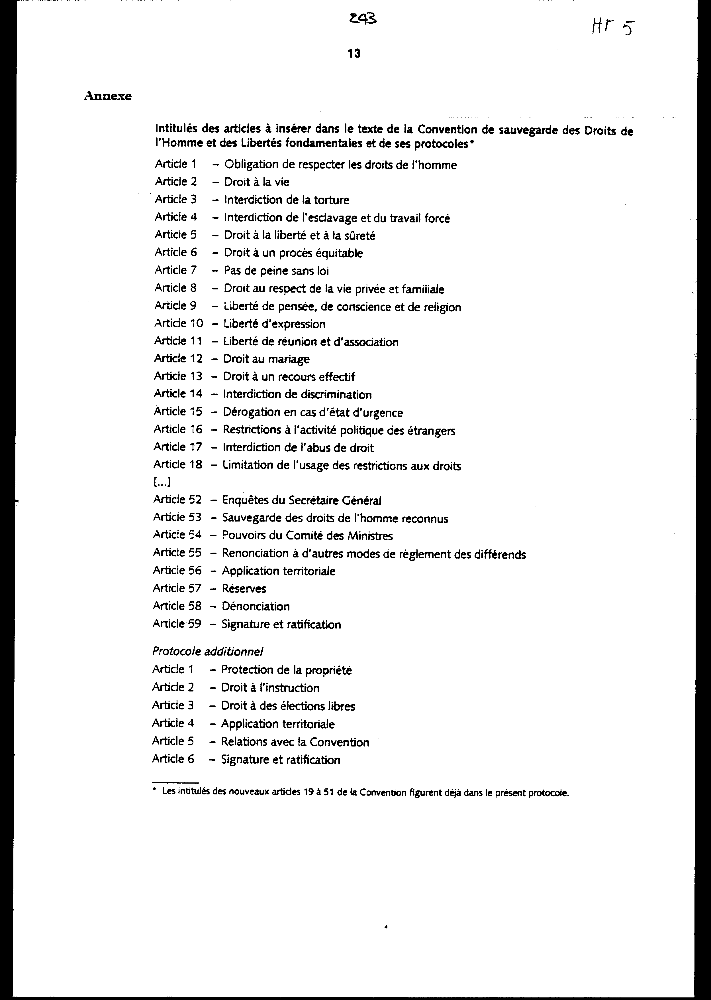 243
Hr 5
13
Annexe
Intitulés des articles à insérer dans le texte de la Convention de sauvegarde des Droits de
l'Homme et des Libertés fondamentales et de ses protocoles*
Article 1 – Obligation de respecter les droits de l'homme
Article 2 – Droit à la vie
Article 3 – Interdiction de la torture
Article 4 – Interdiction de l'esclavage et du travail forcé
Article 5 – Droit à la liberté et à la sûreté
Article 6 – Droit à un procès équitable
Article 7 – Pas de peine sans loi
Article 8 – Droit au respect de la vie privée et familiale
Article 9 – Liberté de pensée, de conscience et de religion
Article 10 – Liberté d'expression
Article 11 – Liberté de réunion et d'association
Article 12 – Droit au mariage
Article 13 – Droit à un recours effectif
Article 14 – Interdiction de discrimination
Article 15 – Dérogation en cas d'état d'urgence
Article 16 – Restrictions à l'activité politique des étrangers
Article 17 – Interdiction de l'abus de droit
Article 18 – Limitation de l'usage des restrictions aux droits
[...]
Article 52 – Enquêtes du Secrétaire Général
Article 53 – Sauvegarde des droits de l'homme reconnus
Article 54 – Pouvoirs du Comité des Ministres
Article 55 – Renonciation à d'autres modes de règlement des différends
Article 56 – Application territoriale
Article 57 – Réserves
Article 58 – Dénonciation
Article 59 – Signature et ratification
Protocole additionnel
Article 1 – Protection de la propriété
Article 2 – Droit à l'instruction
Article 3 – Droit à des élections libres
Article 4 – Application territoriale
Article 5 – Relations avec la Convention
Article 6 – Signature et ratification
* Les intitulés des nouveaux articles 19 à 51 de la Convention figurent déjà dans le présent protocole.